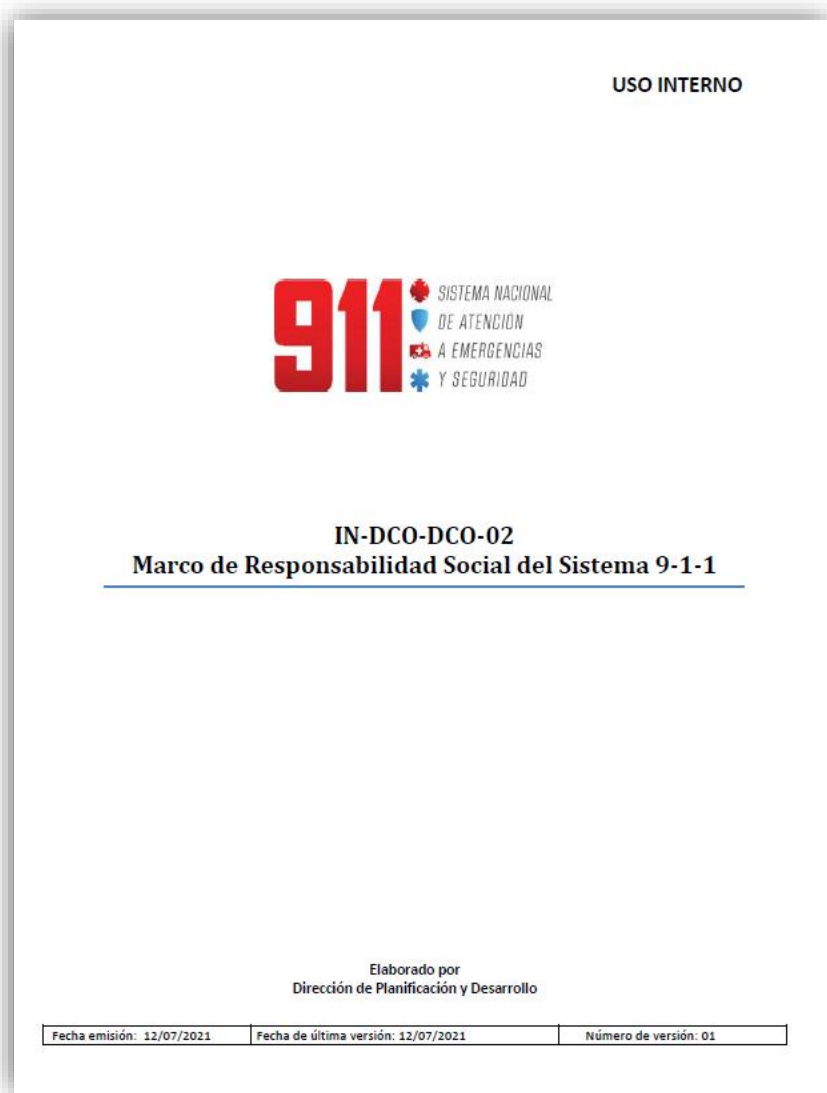 USO INTERNO
911
SISTEMA NACIONAL
DE ATENCIÓN
A EMERGENCIAS
Y SEGURIDAD
IN-DCO-DCO-02
Marco de Responsabilidad Social del Sistema 9-1-1
Elaborado por
Dirección de Planificación y Desarrollo
Fecha emisión: 12/07/2021 Fecha de última versión: 12/07/2021 Número de versión: 01